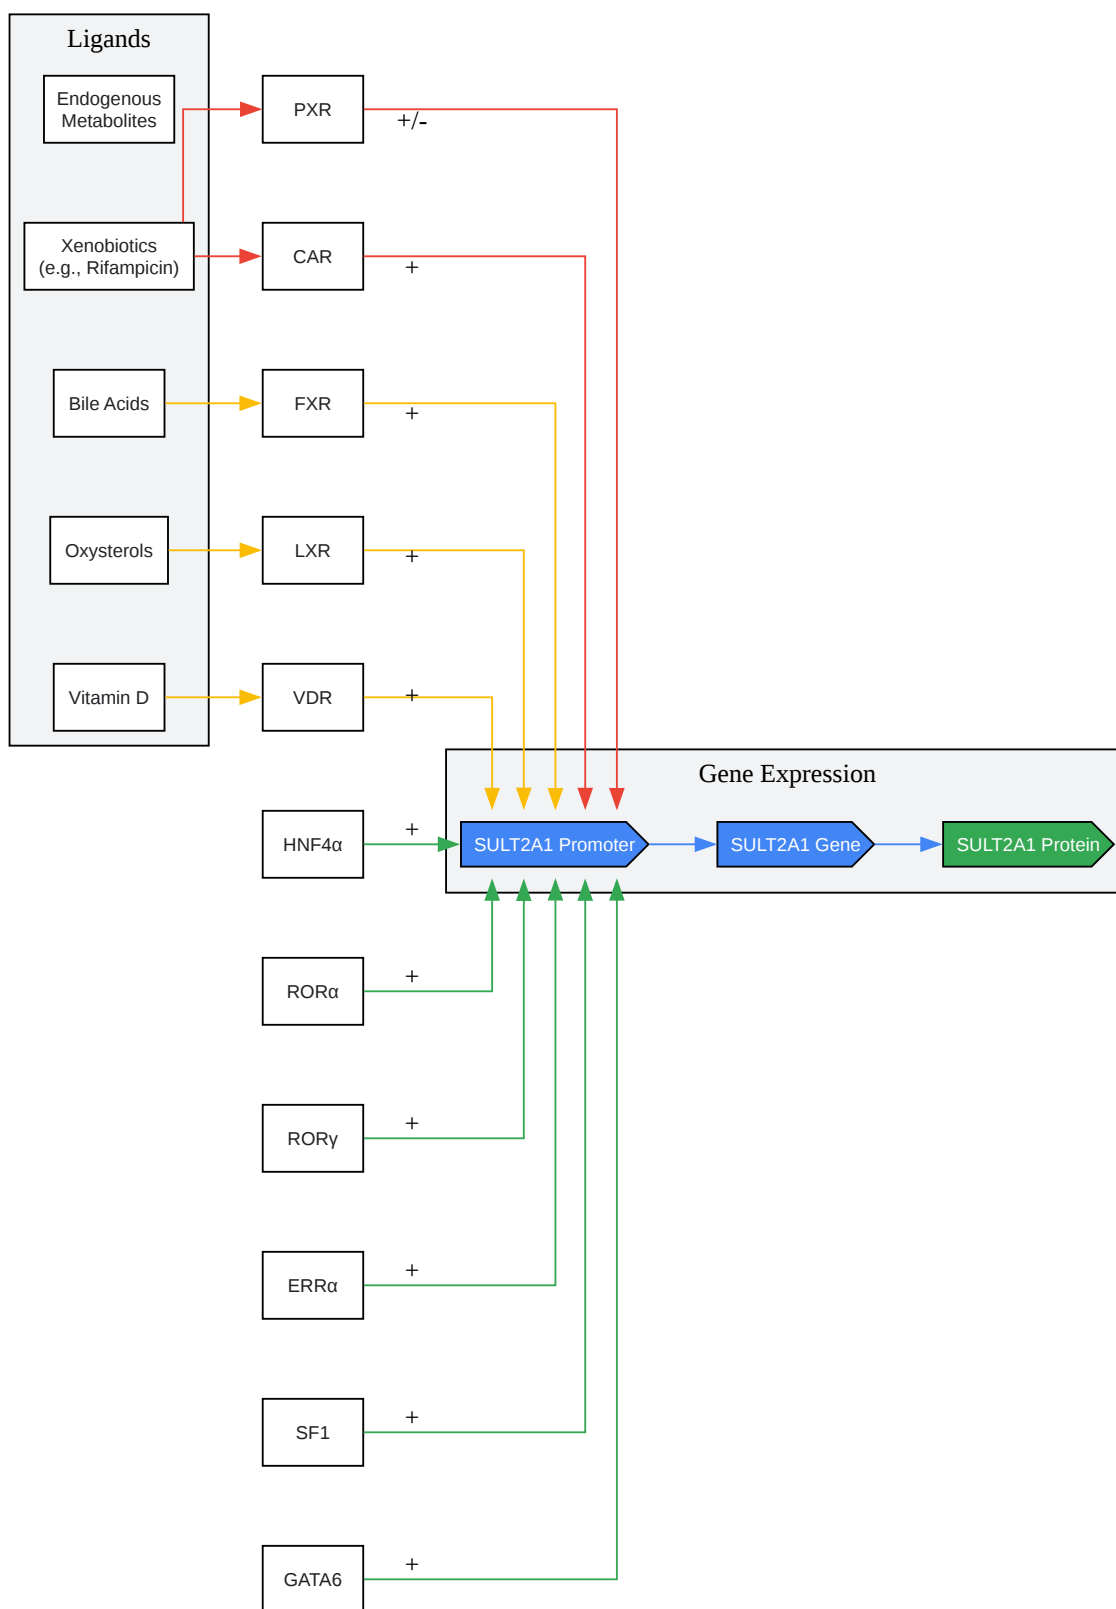 Ligands
Endogenous
Metabolites
PXR
+/-
Xenobiotics
(e.g., Rifampicin)
CAR
+
Bile Acids
FXR
+
Oxysterols
LXR
+
Vitamin D
VDR
+
Gene Expression
HNF4α
+
SULT2A1 Promoter
SULT2A1 Gene
SULT2A1 Protein
RORα
+
RORγ
+
ERRα
+
SF1
+
GATA6
+